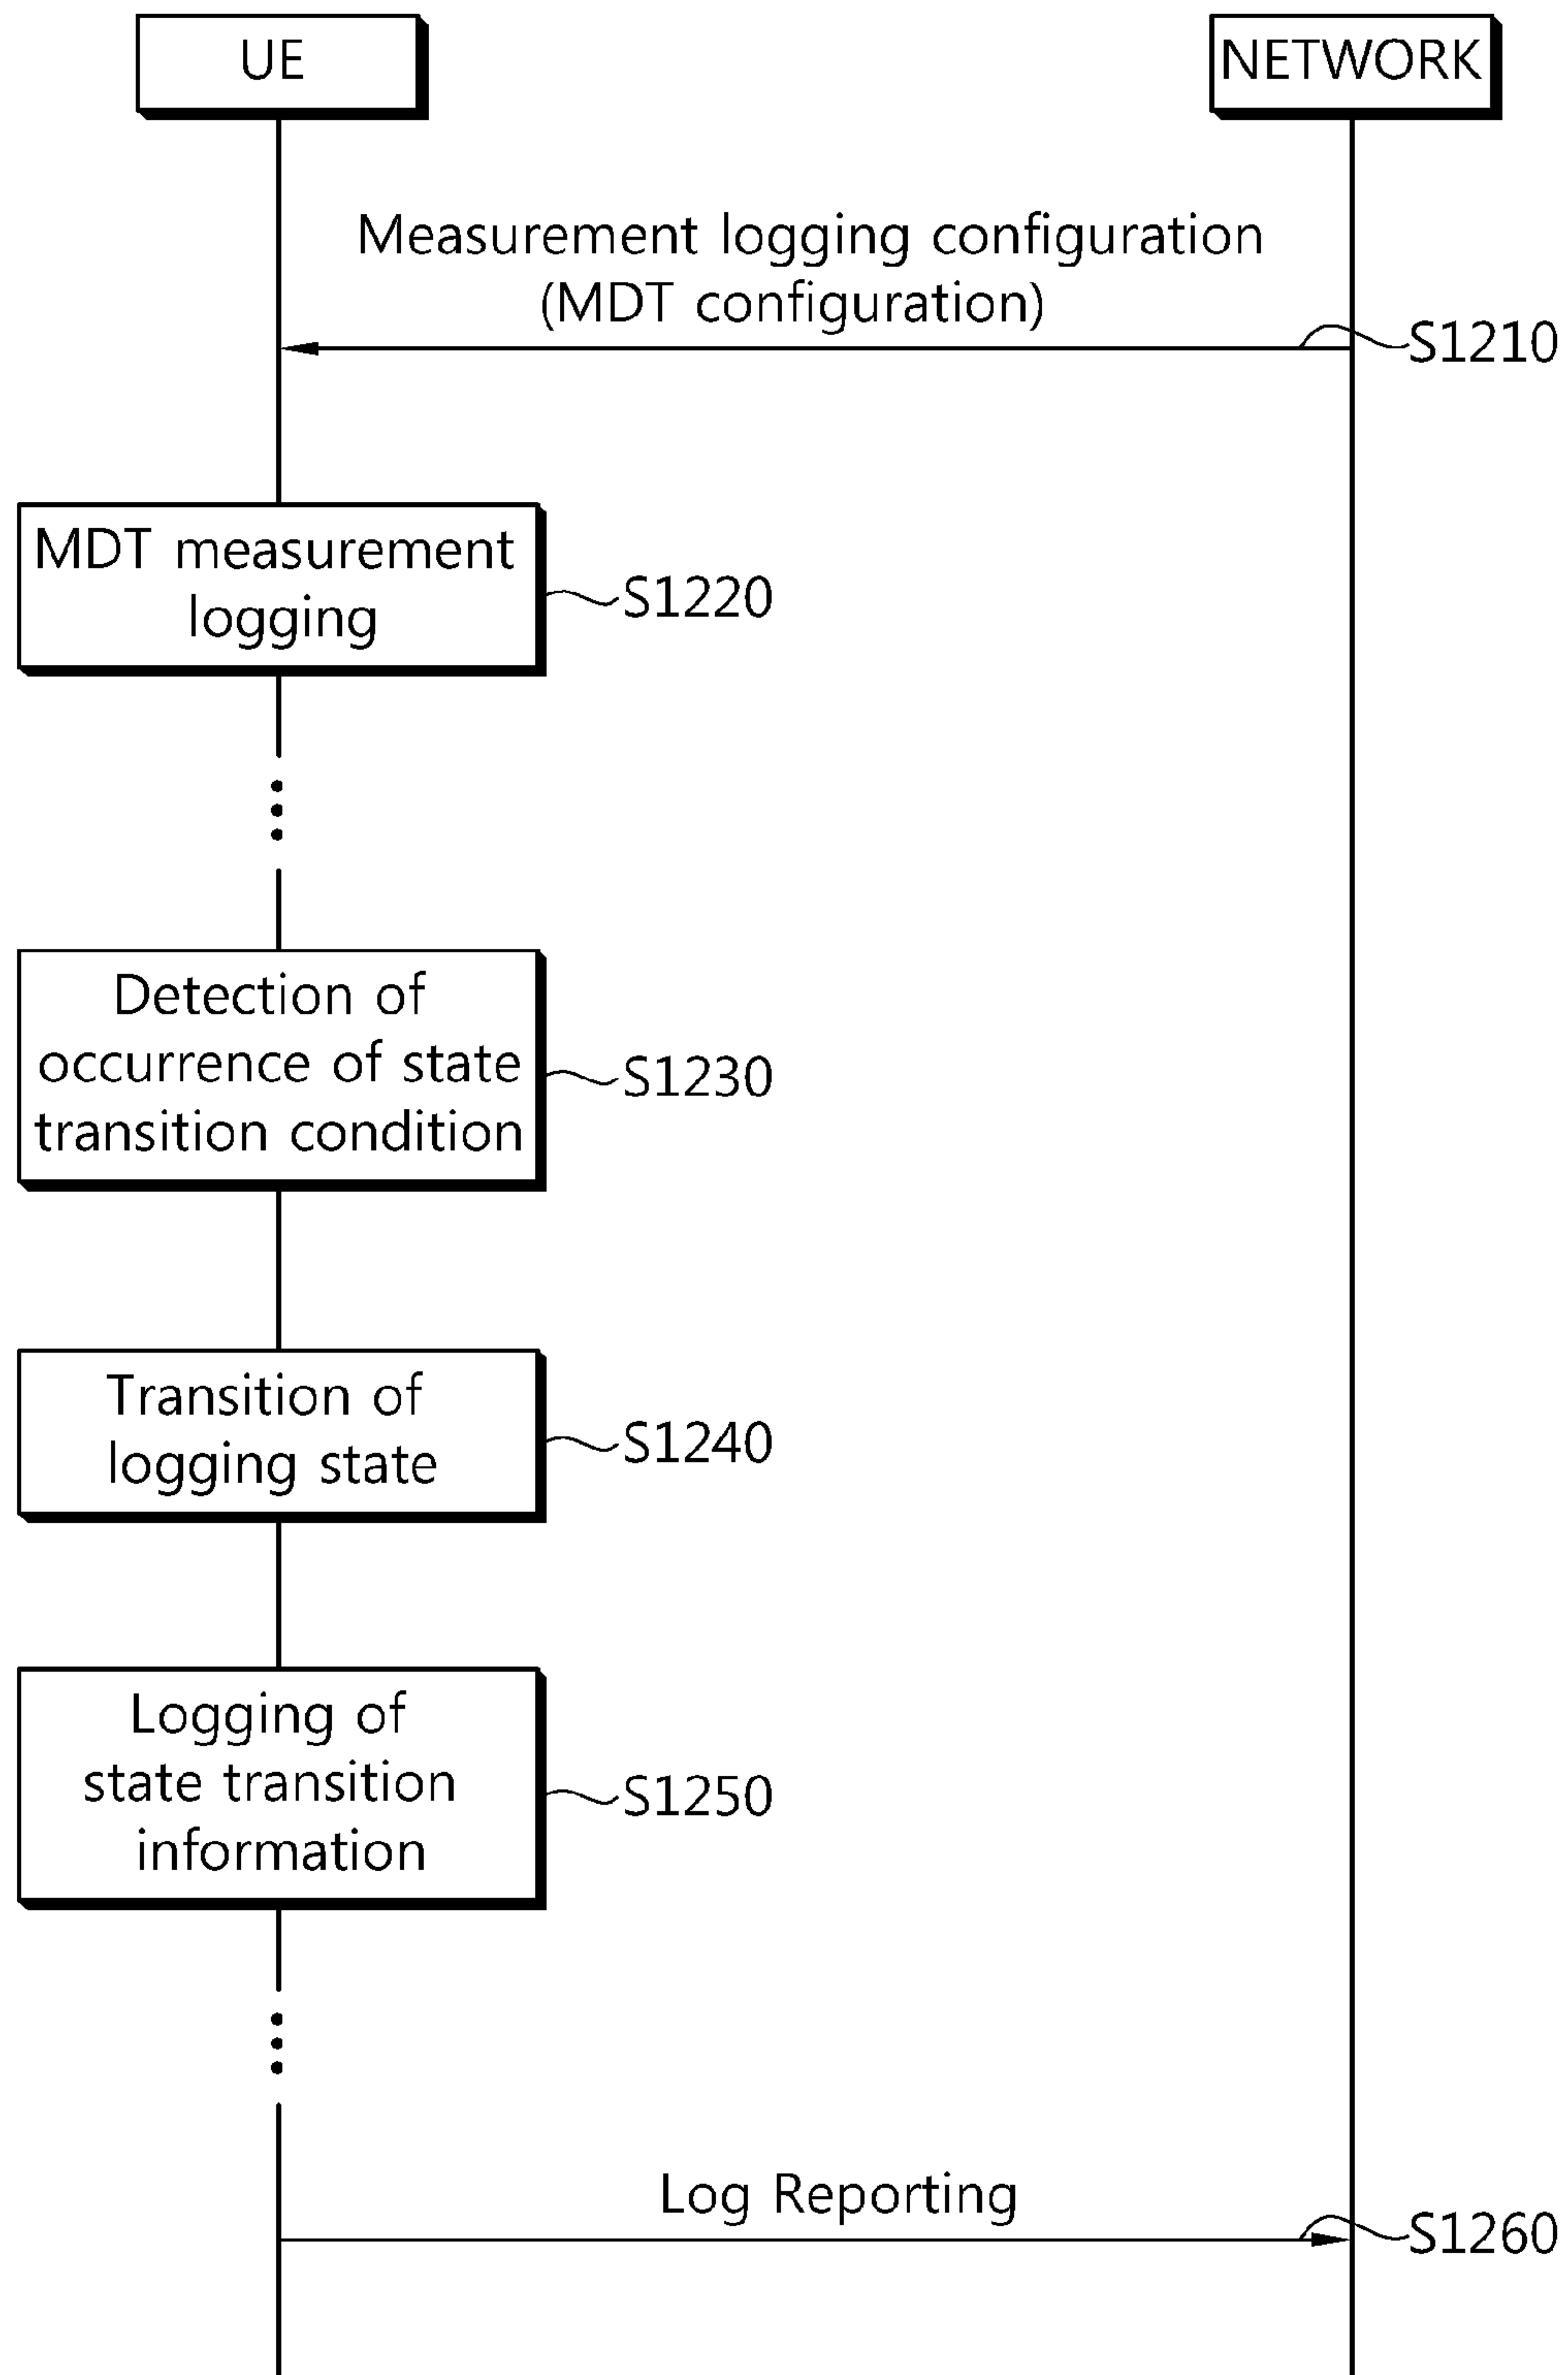 UE
NETWORK
Measurement logging configuration
(MDT configuration)
S1210
MDT measurement
logging
S1220
Detection of
occurrence of state
transition condition
S1230
Transition of
logging state
S1240
Logging of
state transition
information
S1250
Log Reporting
S1260